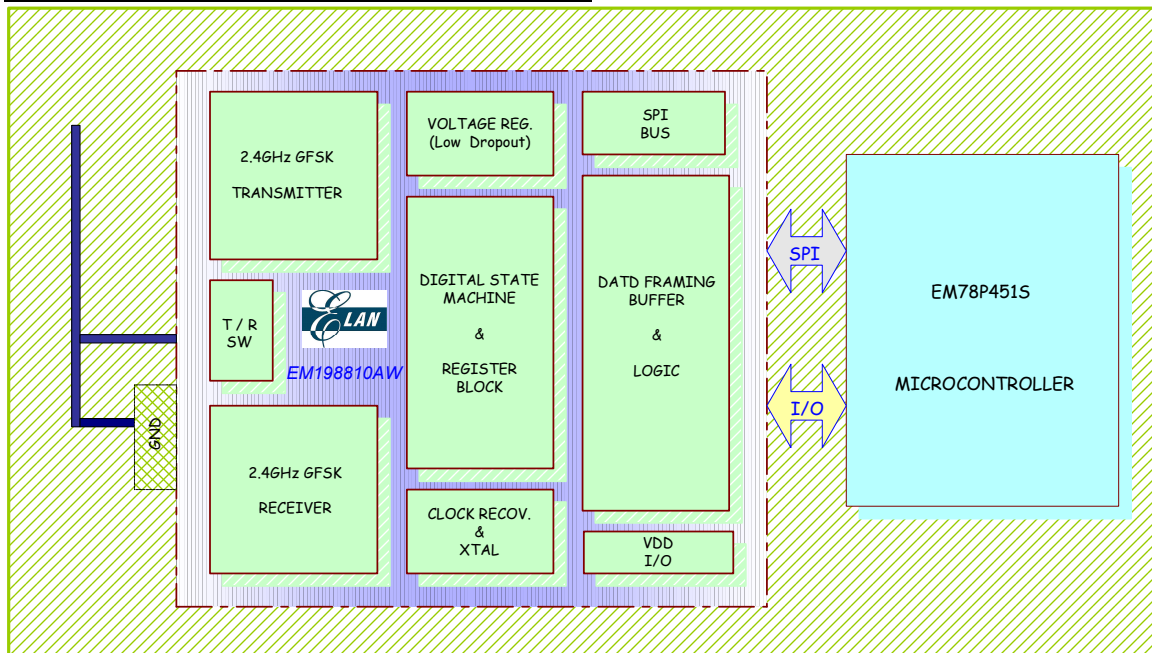 2.4GHz GFSK
TRANSMITTER
T / R
SW
ELAN
EM198810AW
2.4GHz GFSK
RECEIVER
GND
VOLTAGE REG.
(Low Dropout)
DIGITAL STATE
MACHINE
&
REGISTER
BLOCK
CLOCK RECOV.
&
XTAL
SPI
BUS
DATD FRAMING
BUFFER
&
LOGIC
VDD
I/O
SPI
I/O
EM78P451S
MICROCONTROLLER